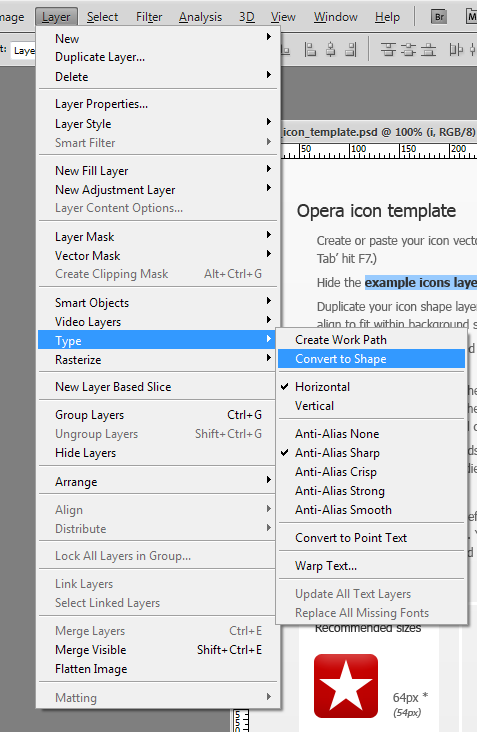 mage Layer Select Filter Analysis 3D View Window Help Br M
t: Laye
New
Duplicate Layer...
Delete
Layer Properties...
Layer Style
Smart Filter
New Fill Layer
New Adjustment Layer
Layer Content Options...
Layer Mask
Vector Mask
Create Clipping Mask Alt+Ctrl+G
Smart Objects
Video Layers
Type
Rasterize
New Layer Based Slice
Group Layers Ctrl+G
Ungroup Layers Shift+Ctrl+G
Hide Layers
Arrange
Align
Distribute
Lock All Layers in Group...
Link Layers
Select Linked Layers
Merge Layers Ctrl+E
Merge Visible Shift+Ctrl+E
Flatten Image
Matting
Create Work Path
Convert to Shape
Horizontal
Vertical
Anti-Alias None
Anti-Alias Sharp
Anti-Alias Crisp
Anti-Alias Strong
Anti-Alias Smooth
Convert to Point Text
Warp Text...
Update All Text Layers
Replace All Missing Fonts
_icon_template.psd @ 100% (i, RGB/8)
50 100 150 200
Opera icon template
Create or paste your icon vecto
Tab' hit F7.)
Hide the example icons laye
Duplicate your icon shape laye
align to fit within background s
Recommended sizes
64px *
(54px)